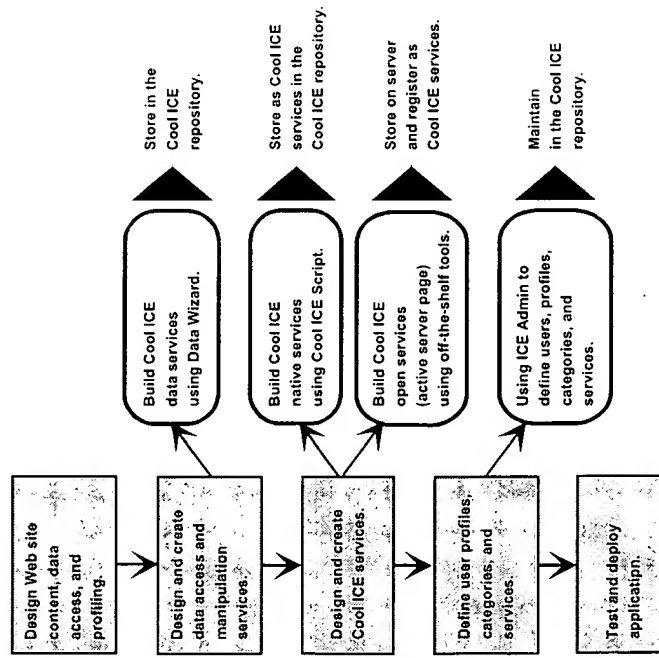 Design Web site
content, data
access, and
profiling.
Design and create
data access and
manipulation
services.
Design and create
Cool ICE services.
Define user profiles,
categories, and
services.
Test and deploy
application.
Build Cool ICE
data services
using Data Wizard.
Build Cool ICE
native services
using Cool ICE Script.
Build Cool ICE
open services
(active server page)
using off-the-shelf tools.
Using ICE Admin to
define users, profiles,
categories, and
services.
Store in the
Cool ICE
repository.
Store as Cool ICE
services in the
Cool ICE repository.
Store on server
and register as
Cool ICE services.
Maintain
in the Cool ICE
repository.